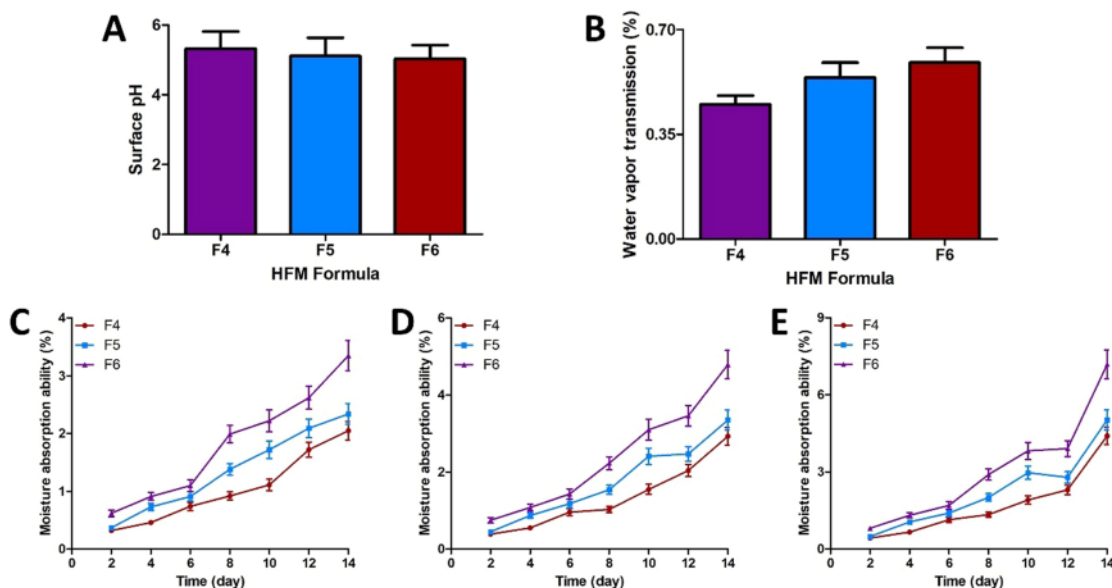 A
Surface pH
6
4
2
0
F4
F5
F6
HFM Formula
B
Water vapor transmission (%)
0.70
0.35
0.00
F4
F5
F6
HFM Formula
C
Moisture absorption ability (%)
4
3
2
1
0
F4
F5
F6
0 2 4 6 8 10 12 14
Time (day)
D
Moisture absorption ability (%)
6
4
2
0
F4
F5
F6
0 2 4 6 8 10 12 14
Time (day)
E
Moisture absorption ability (%)
9
6
3
0
F4
F5
F6
0 2 4 6 8 10 12 14
Time (day)